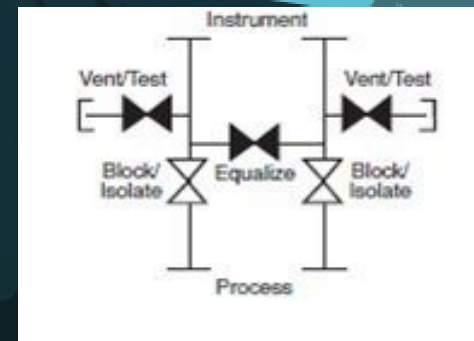 Instrument
Vent/Test
Vent/Test
Block/
Isolate
Equalize
Block/
Isolate
Process